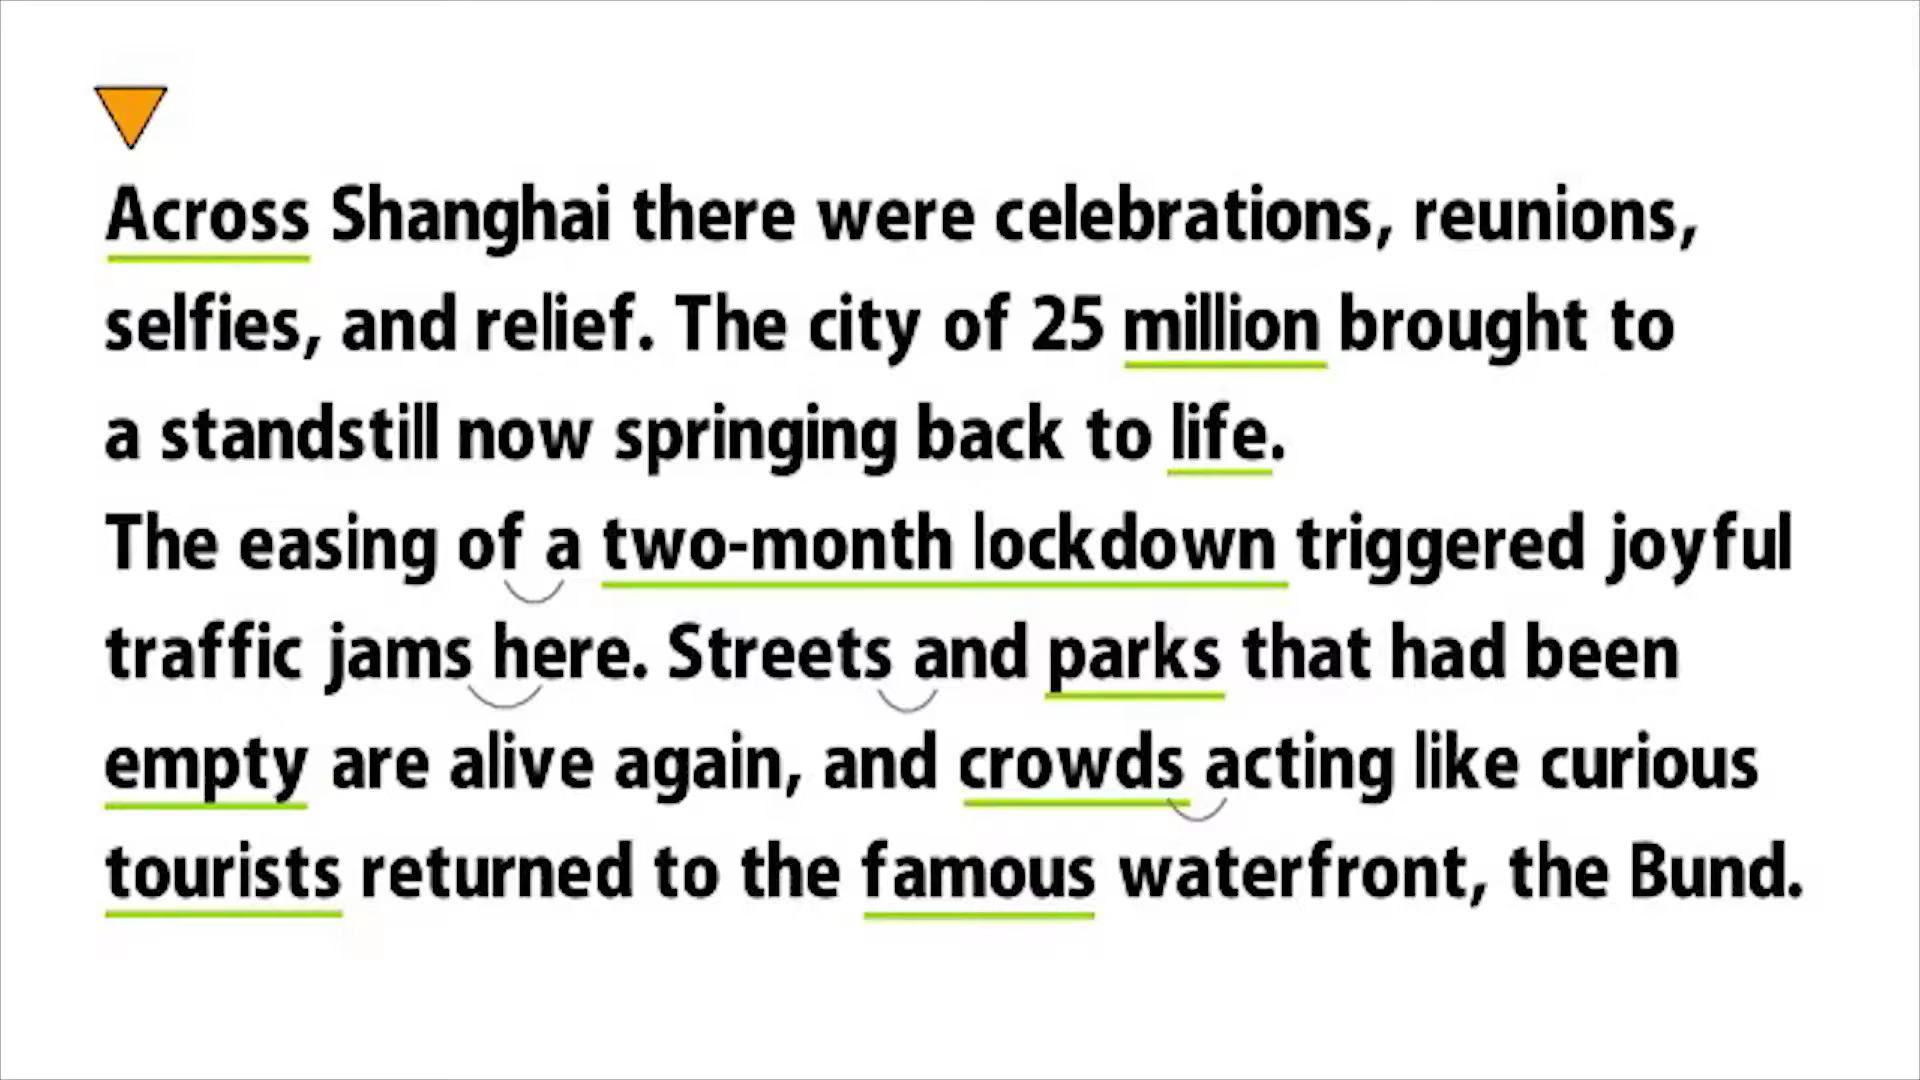 Across Shanghai there were celebrations, reunions,
selfies, and relief. The city of 25 million brought to
a standstill now springing back to life.
The easing of a two-month lockdown triggered joyful
traffic jams here. Streets and parks that had been
empty are alive again, and crowds acting like curious
tourists returned to the famous waterfront, the Bund.